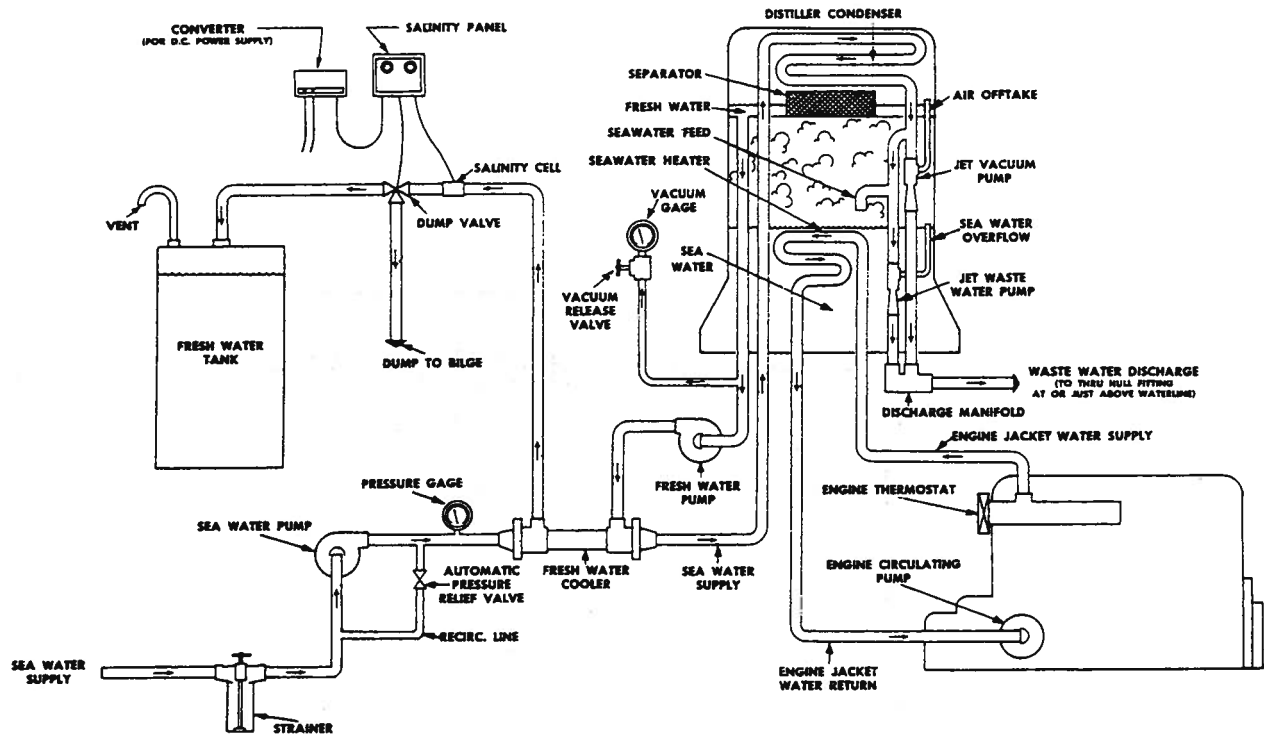 DISTILLER CONDENSER
CONVERTER
(FOR D.C. POWER SUPPLY)
SALINITY PANEL
SEPARATOR
AIR OFFTAKE
FRESH WATER
SEAWATER FEED
SEAWATER HEATER
SALINITY CELL
JET VACUUM
PUMP
VACUUM
GAGE
VENT
DUMP VALVE
SEA WATER
OVERFLOW
SEA
WATER
JET WASTE
WATER PUMP
VACUUM
RELEASE
VALVE
FRESH WATER
TANK
DUMP TO BILGE
WASTE WATER DISCHARGE
(TO THRU HULL FITTING
AT OR JUST ABOVE WATERLINE)
DISCHARGE MANIFOLD
ENGINE JACKET WATER SUPPLY
PRESSURE GAGE
FRESH WATER
PUMP
ENGINE THERMOSTAT
SEA WATER PUMP
AUTOMATIC
PRESSURE
RELIEF VALVE
FRESH WATER
COOLER
SEA WATER
SUPPLY
ENGINE CIRCULATING
PUMP
RECIRC. LINE
SEA WATER
SUPPLY
ENGINE JACKET
WATER RETURN
STRAINER